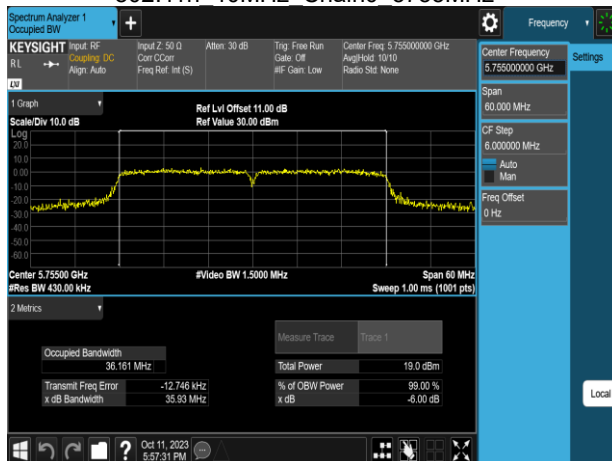 802.11n_40MHz_Chain0_5755MHz
Spectrum Analyzer 1
Occupied BW
Frequency
KEYSIGHT
RL
Input: RF
Coupling: DC
Align: Auto
Input Z: 50 Ω
Corr CCorr
Freq Ref: Int (S)
Atten: 30 dB
Trig: Free Run
Gate: Off
#IF Gain: Low
Center Freq: 5.755000000 GHz
Avg|Hold: 10/10
Radio Std: None
LXI
Center Frequency
5.755000000 GHz
Settings
Span
60.000 MHz
CF Step
6.000000 MHz
Auto
Man
Freq Offset
0 Hz
Local
1 Graph
Scale/Div 10.0 dB
Ref Lvl Offset 11.00 dB
Ref Value 30.00 dBm
Log
20.0
10.0
0.00
-10.0
-20.0
-30.0
-40.0
-50.0
-60.0
Center 5.75500 GHz
#Res BW 430.00 kHz
#Video BW 1.5000 MHz
Span 60 MHz
Sweep 1.00 ms (1001 pts)
2 Metrics
Measure Trace
Trace 1
Occupied Bandwidth
36.161 MHz
Total Power
19.0 dBm
Transmit Freq Error
-12.746 kHz
% of OBW Power
99.00 %
x dB Bandwidth
35.93 MHz
x dB
-6.00 dB
?
Oct 11, 2023
5:57:31 PM